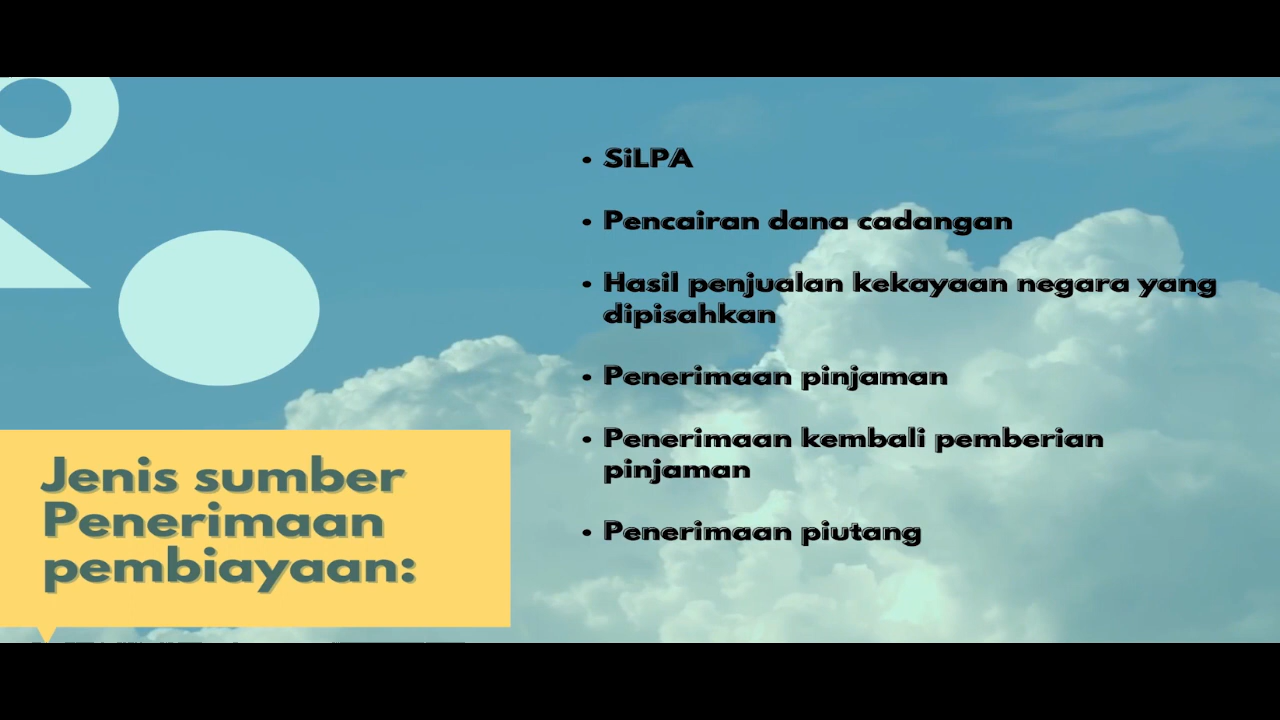 Jenis sumber
Penerimaan
pembiayaan:
• SiLPA
• Pencairan dana cadangan
• Hasil penjualan kekayaan negara yang
dipisahkan
• Penerimaan pinjaman
• Penerimaan kembali pemberian
pinjaman
• Penerimaan piutang